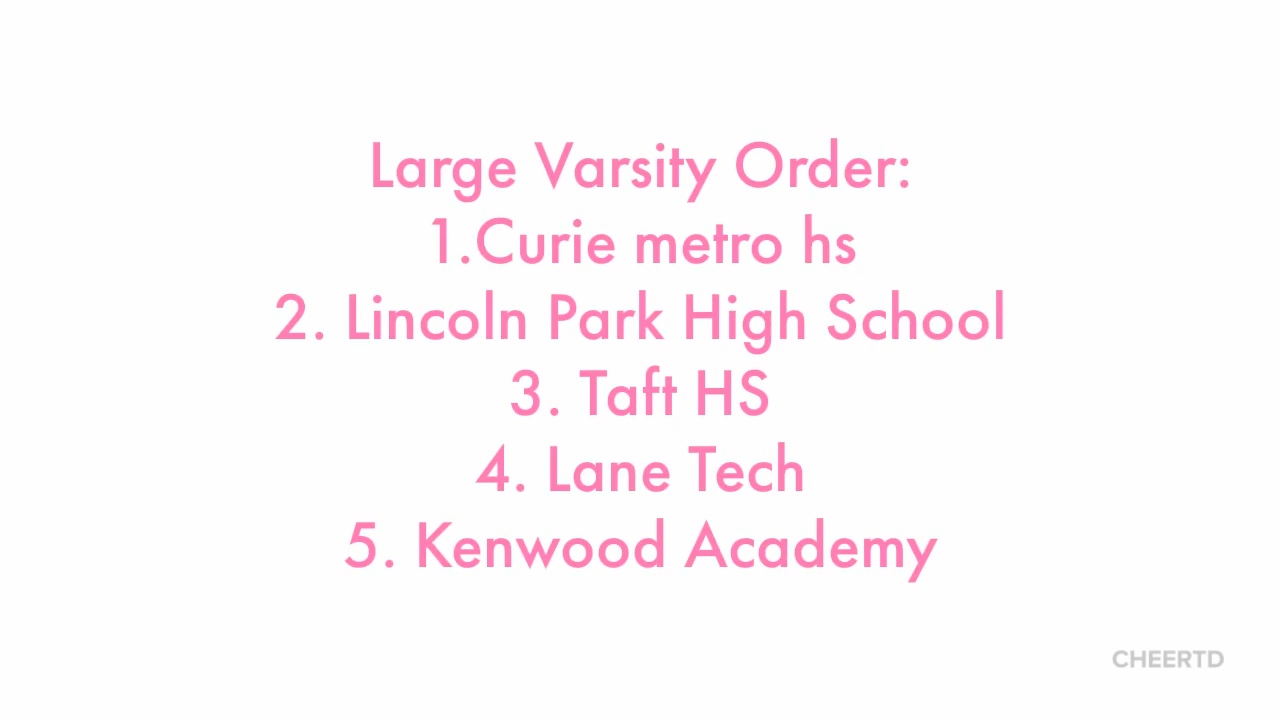 Large Varsity Order:
1.Curie metro hs
2. Lincoln Park High School
3. Taft HS
4. Lane Tech
5. Kenwood Academy
CHEERTD